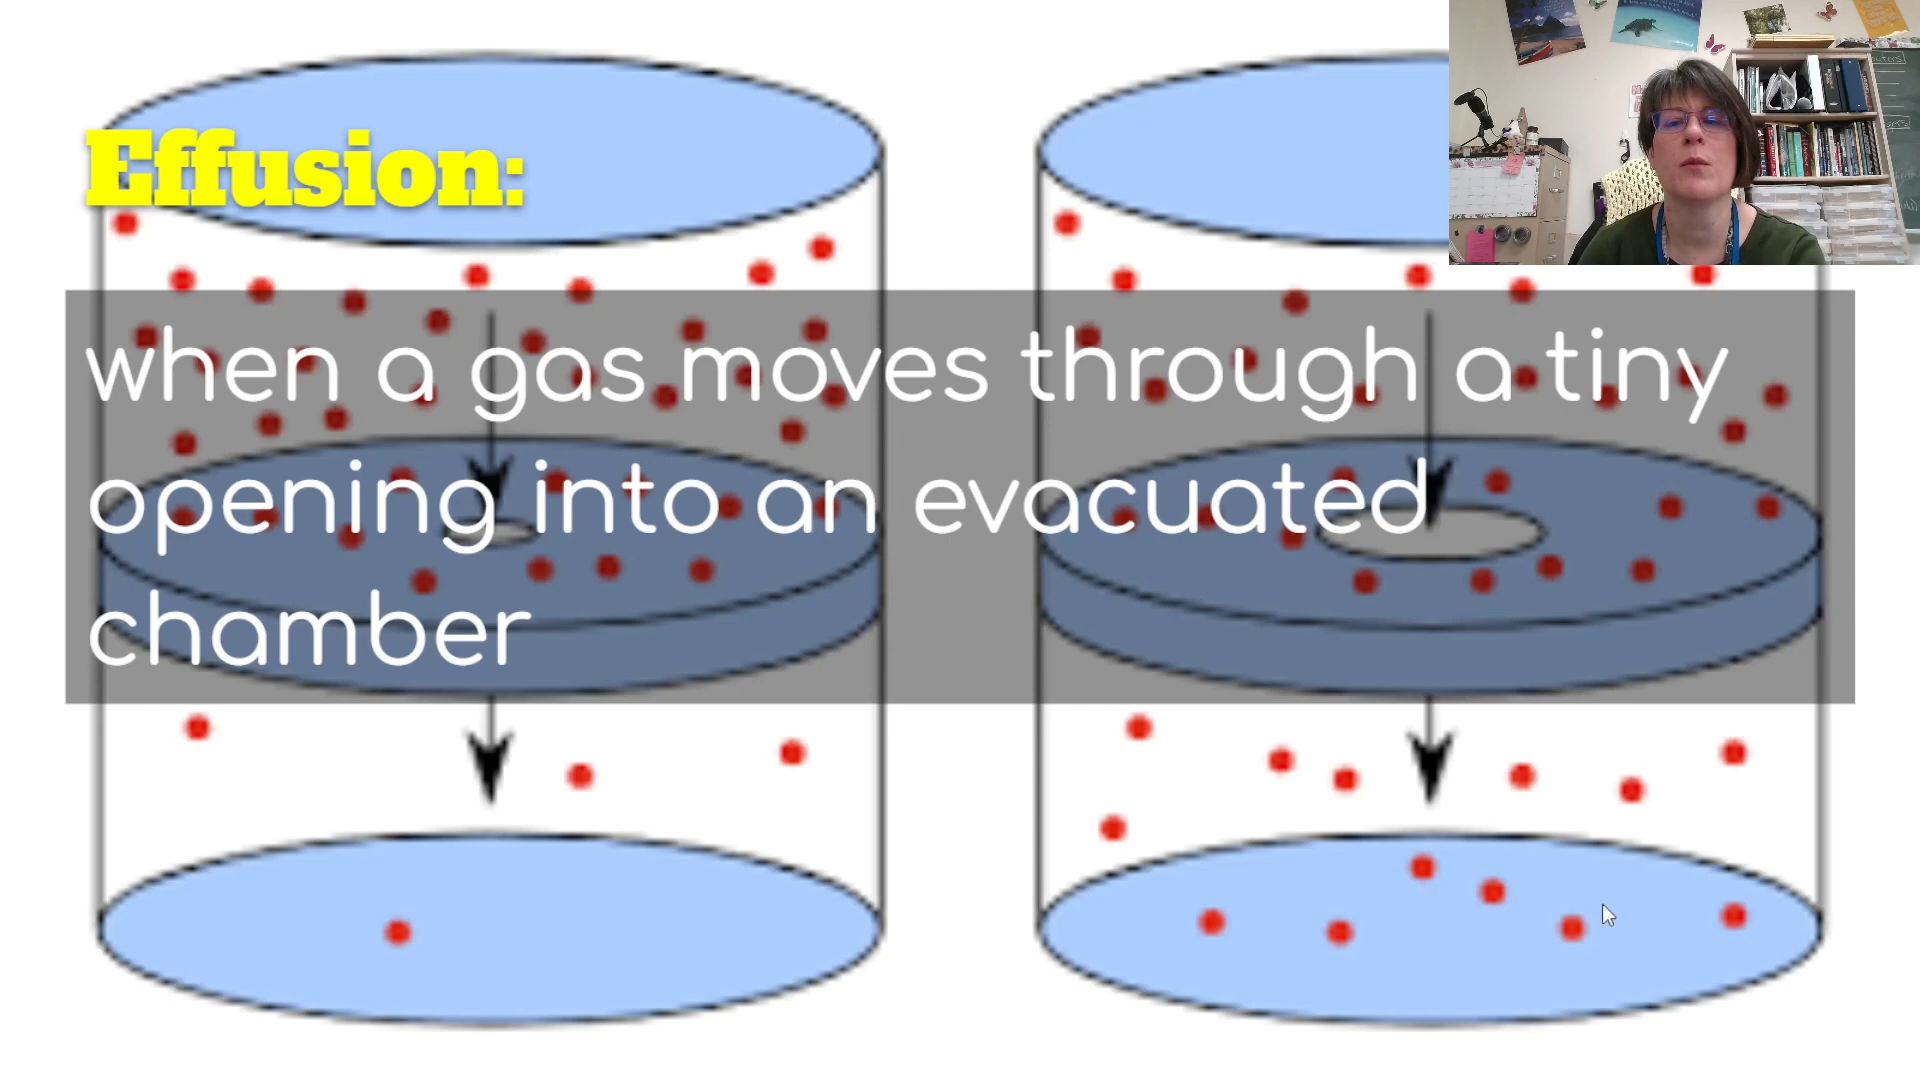 Effusion:
when a gas moves through a tiny
opening into an evacuated
chamber